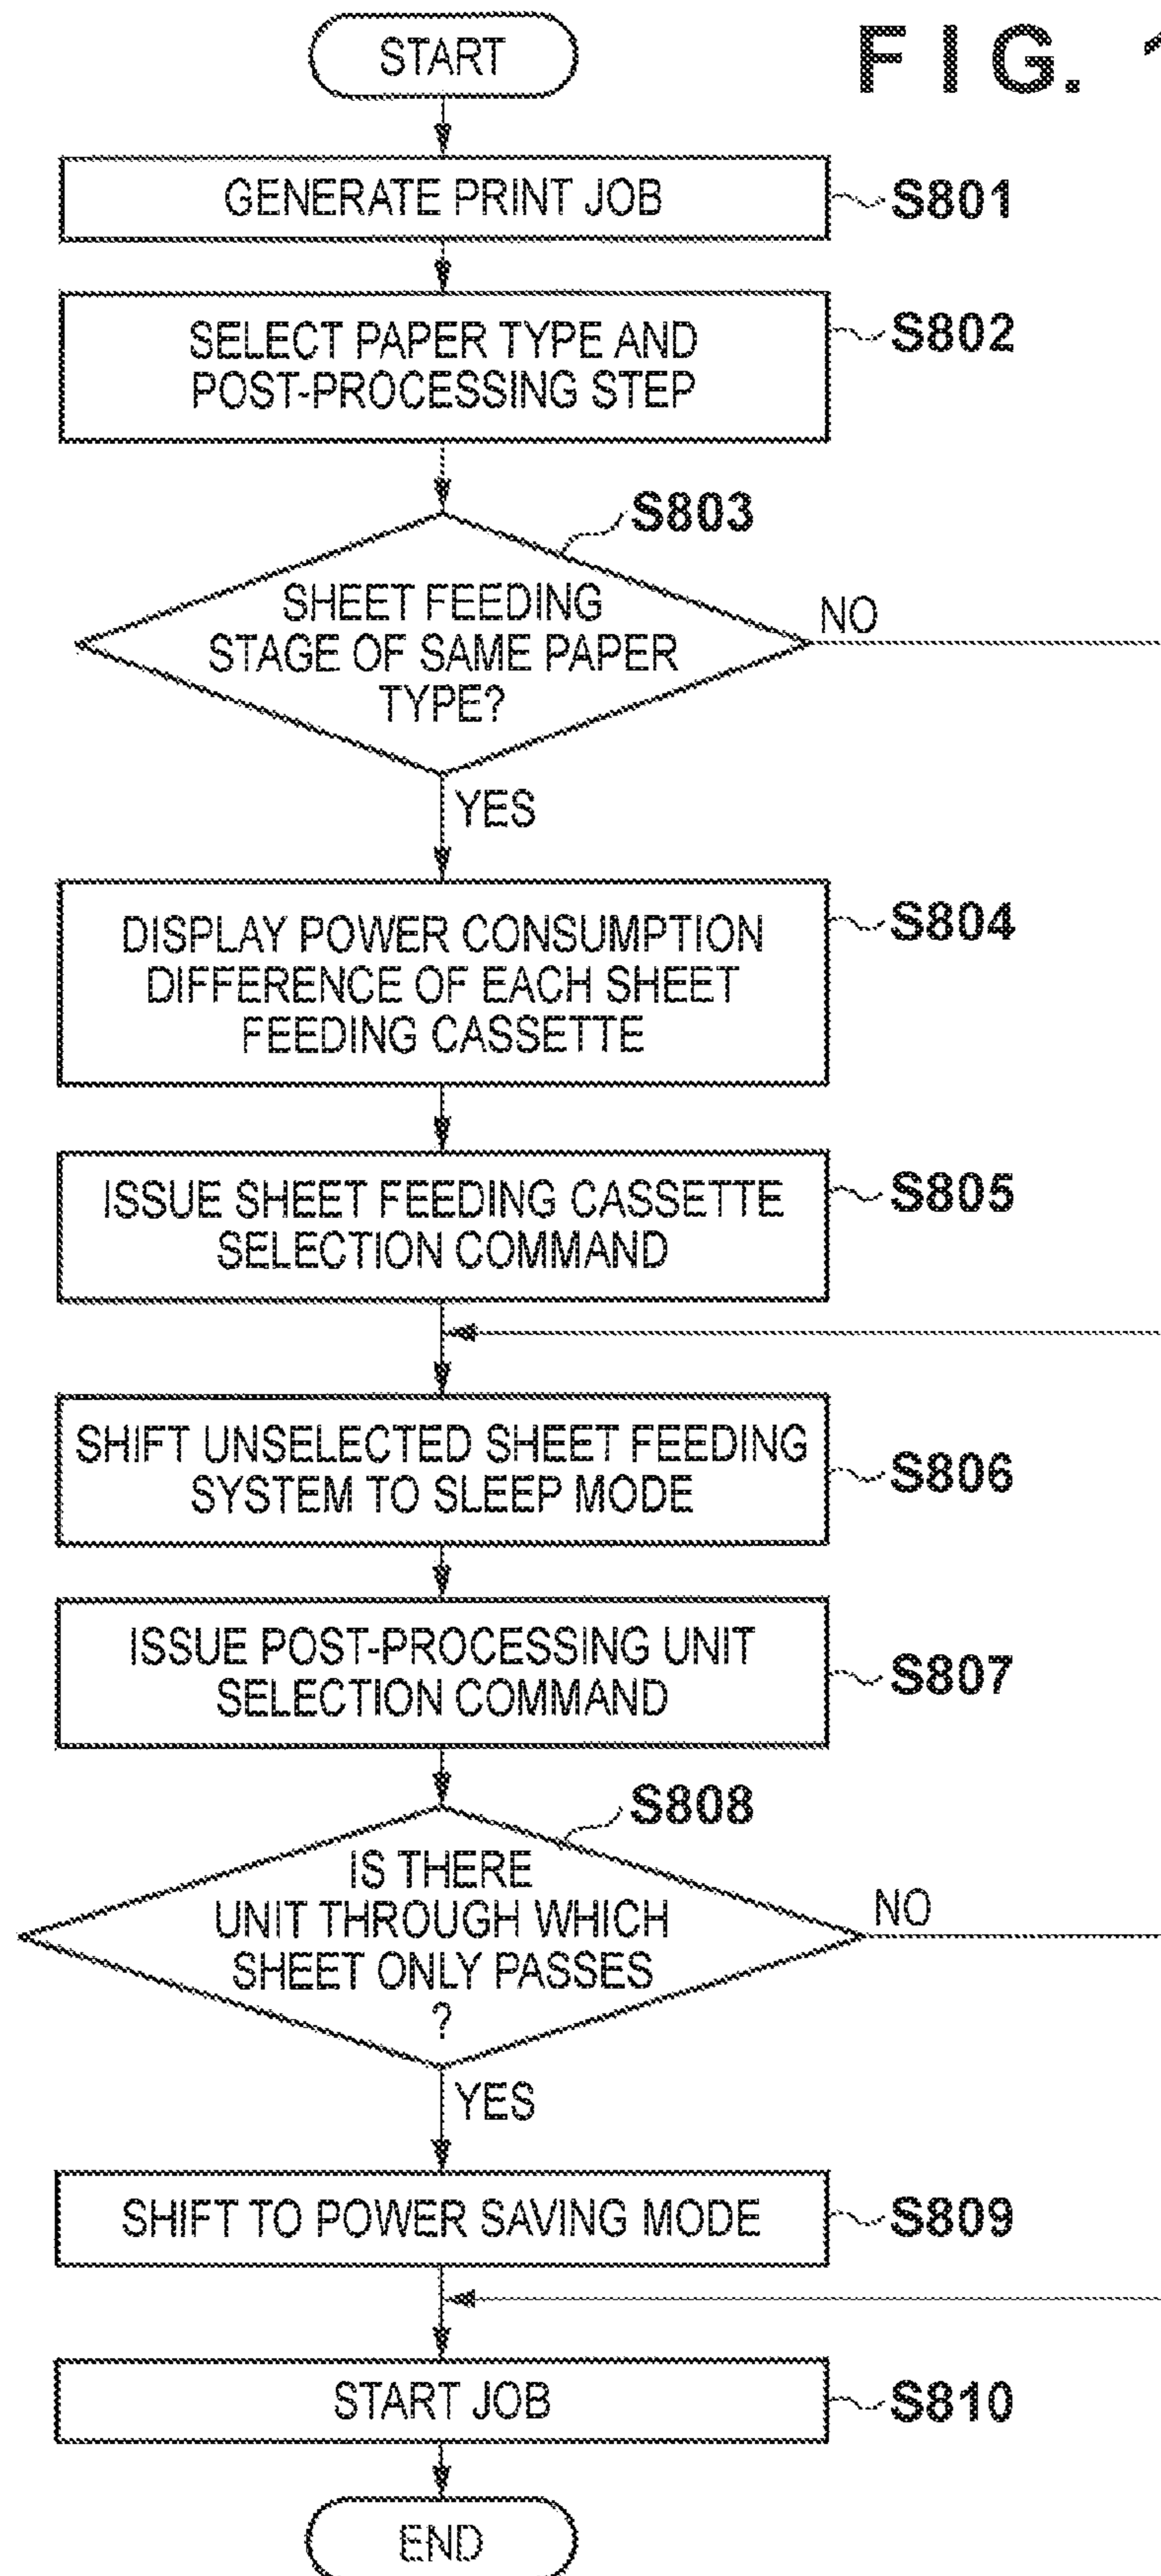 START
FIG. 1
GENERATE PRINT JOB
S801
SELECT PAPER TYPE AND
POST-PROCESSING STEP
S802
S803
SHEET FEEDING
STAGE OF SAME PAPER
TYPE?
NO
YES
DISPLAY POWER CONSUMPTION
DIFFERENCE OF EACH SHEET
FEEDING CASSETTE
S804
ISSUE SHEET FEEDING CASSETTE
SELECTION COMMAND
S805
SHIFT UNSELECTED SHEET FEEDING
SYSTEM TO SLEEP MODE
S806
ISSUE POST-PROCESSING UNIT
SELECTION COMMAND
S807
S808
IS THERE
UNIT THROUGH WHICH
SHEET ONLY PASSES
?
NO
YES
SHIFT TO POWER SAVING MODE
S809
START JOB
S810
END